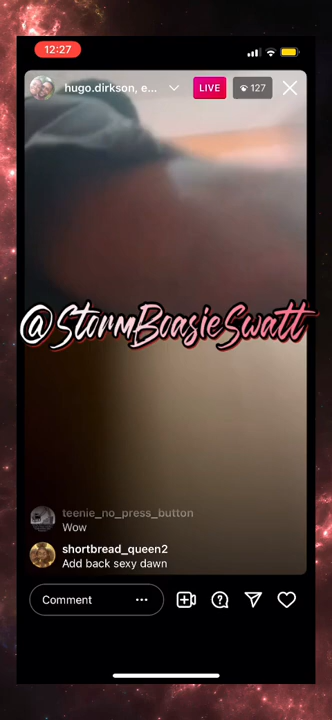 12:27
hugo.dirkson, e...
LIVE
127
@StormBoasieSwatt
teenie_no_press_button
Wow
shortbread_queen2
Add back sexy dawn
Comment